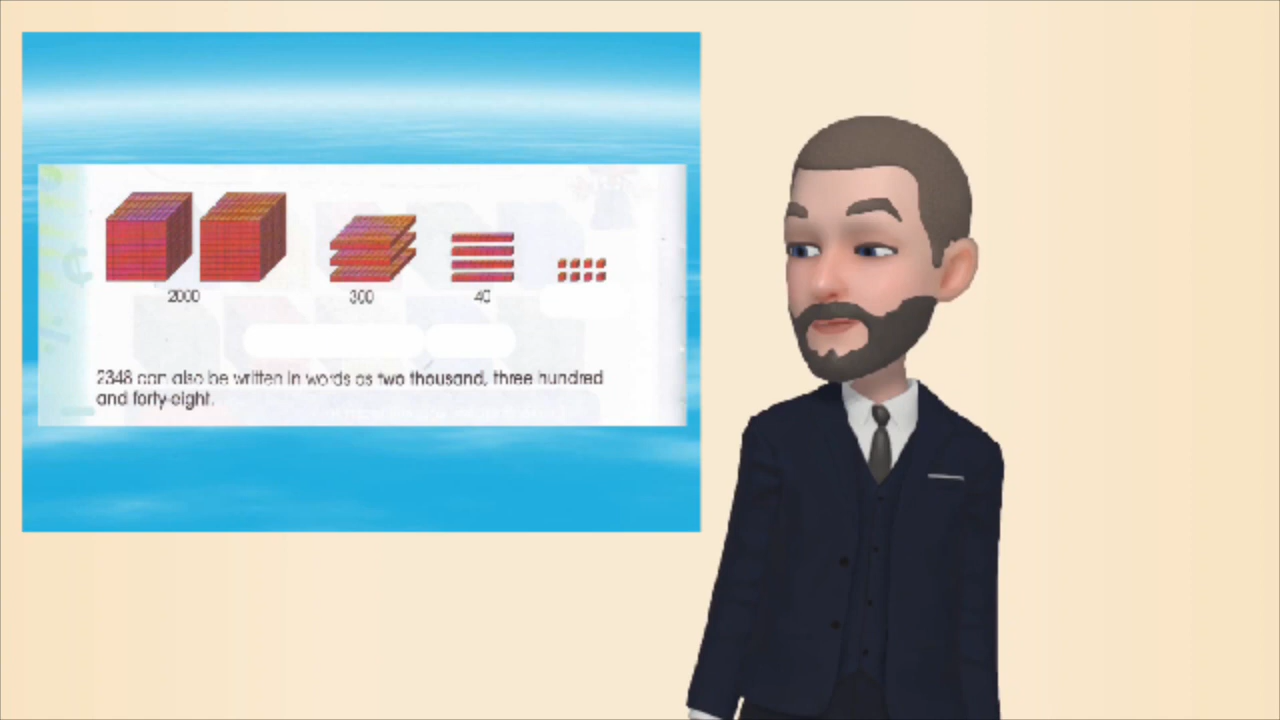 2000 300 40
2348 can also be written in words as two thousand, three hundred
and forty-eight.